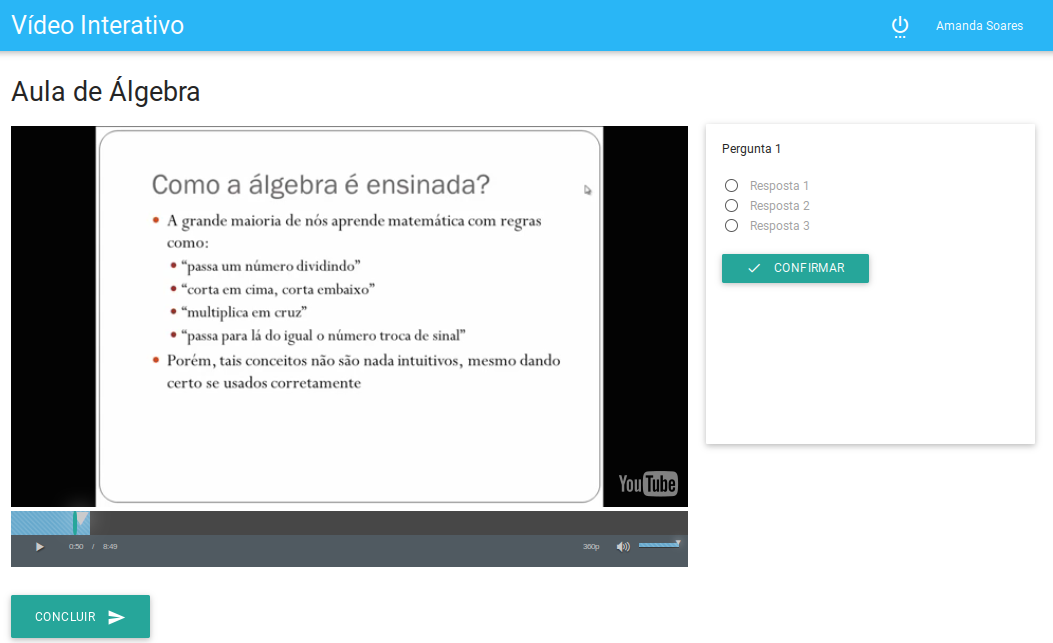 Vídeo Interativo
Amanda Soares
Aula de Álgebra
Como a álgebra é ensinada?
• A grande maioria de nós aprende matemática com regras
como:
• “passa um número dividindo”
• “corta em cima, corta embaixo”
• “multiplica em cruz”
• “passa para lá do igual o número troca de sinal”
• Porém, tais conceitos não são nada intuitivos, mesmo dando
certo se usados corretamente
YouTube
0:50 / 8:49
360p
Pergunta 1
Resposta 1
Resposta 2
Resposta 3
CONFIRMAR
CONCLUIR